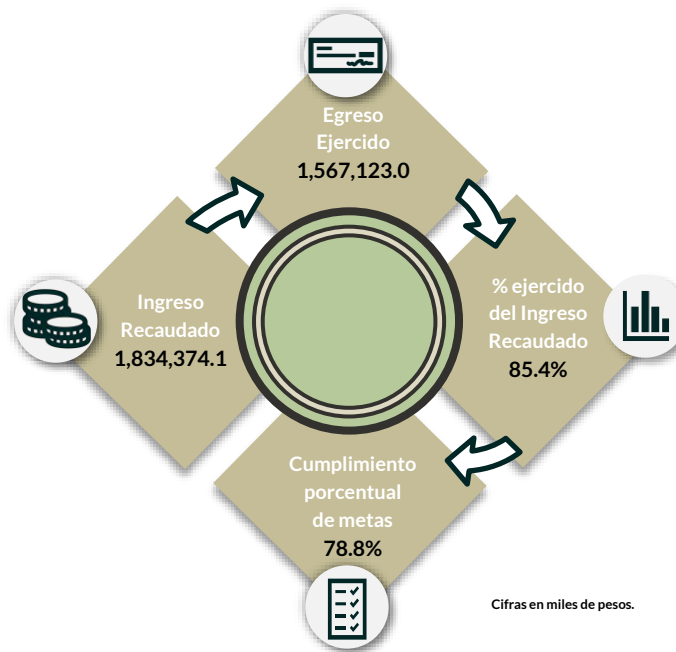 Egreso
Ejercido
1,567,123.0
Ingreso
Recaudado
1,834,374.1
% ejercido
del Ingreso
Recaudado
85.4%
Cumplimiento
porcentual
de metas
78.8%
Cifras en miles de pesos.